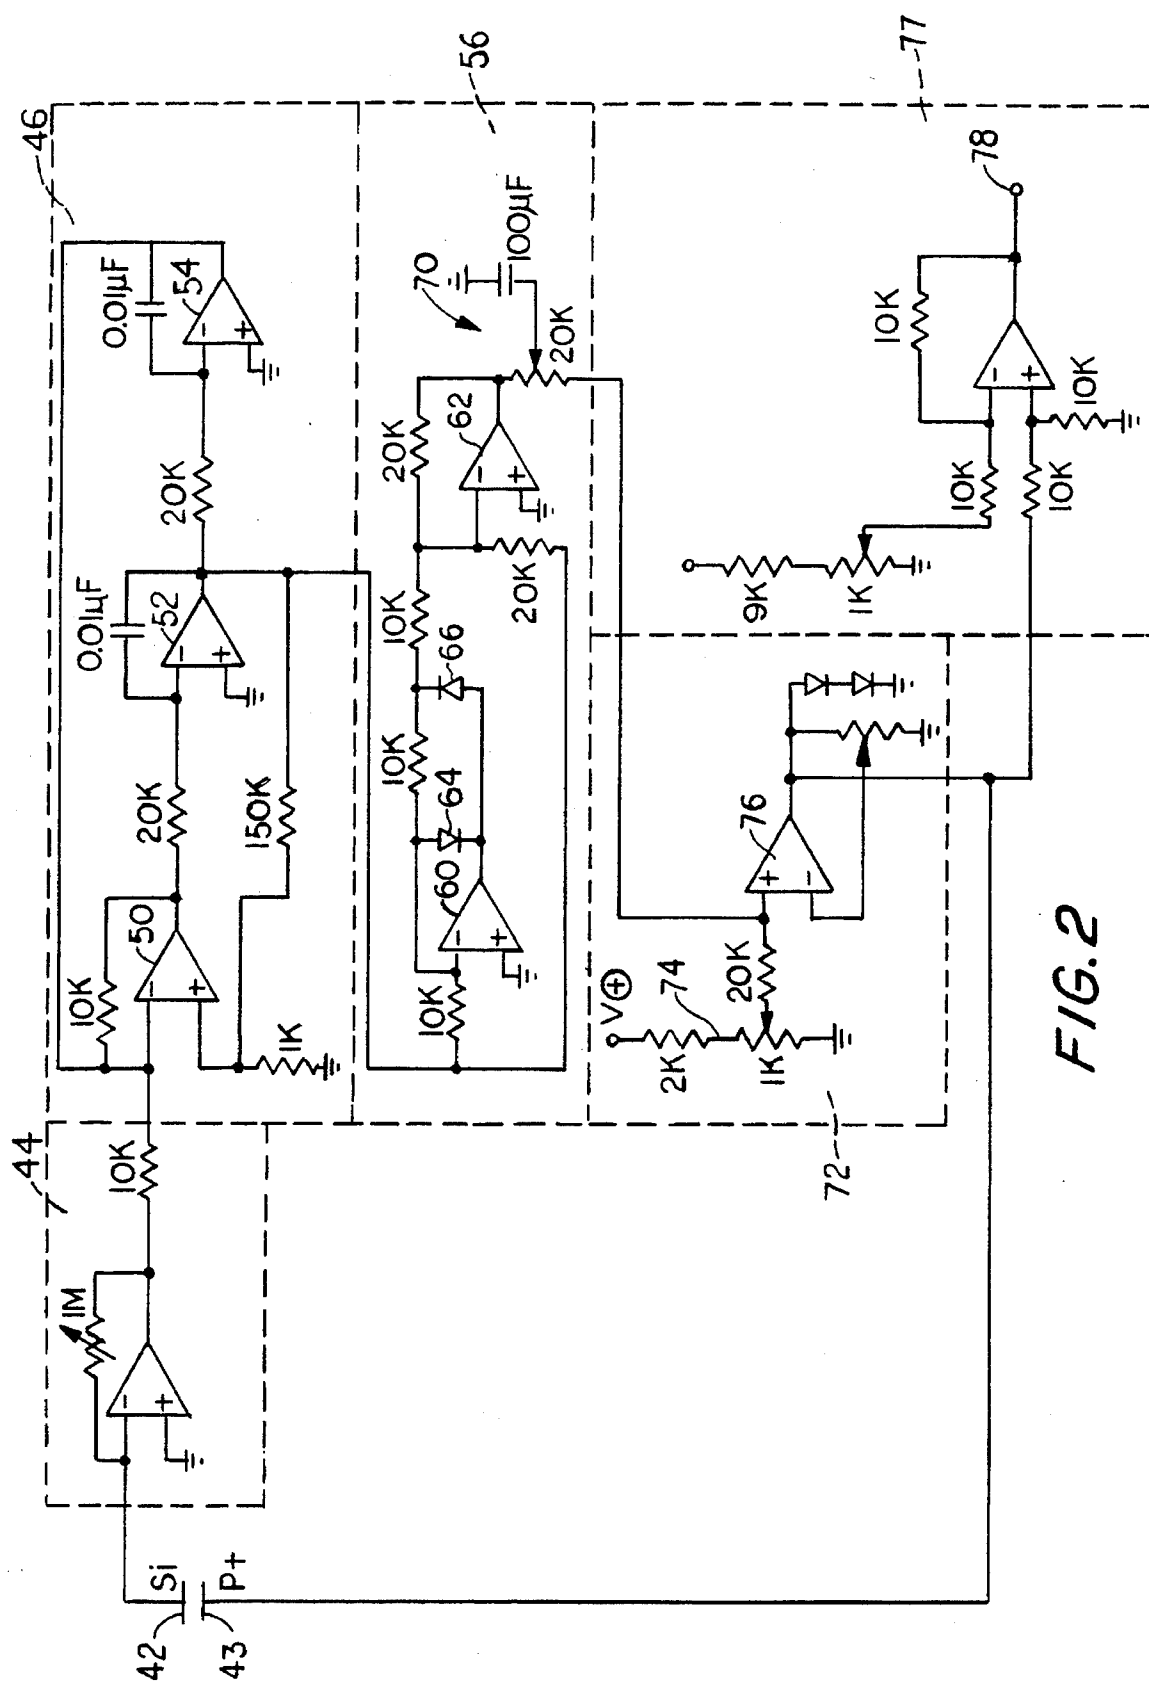 44
1M
10K
42
Si
43
P+
46
10K
50
-
+
1K
20K
150K
0.01µF
52
-
+
20K
0.01µF
54
-
+
-
+
56
10K
60
-
+
64
10K
66
10K
20K
20K
62
-
+
70
100µF
20K
72
V⊕
74
2K
1K
20K
76
+
-
77
9K
1K
10K
10K
10K
10K
-
+
78
FIG.2